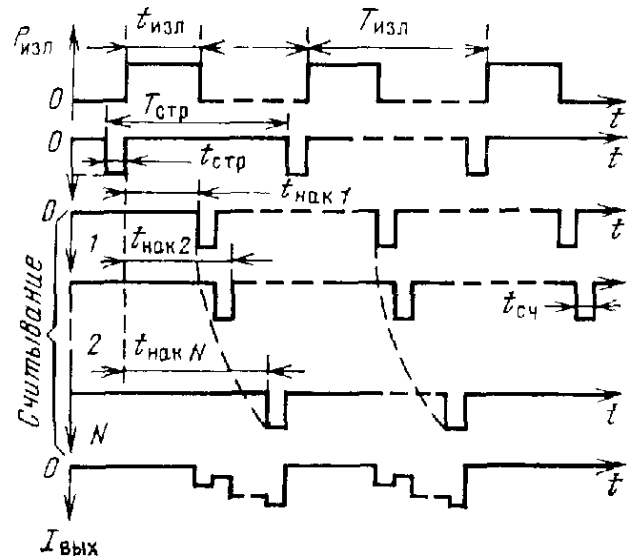 P изл t изл T изл
0 t
T стр
0 t
t стр
t нак 1
0 t
1 t нак 2
t сч
2 t нак N
t
N
Считывание
0 t
I вых